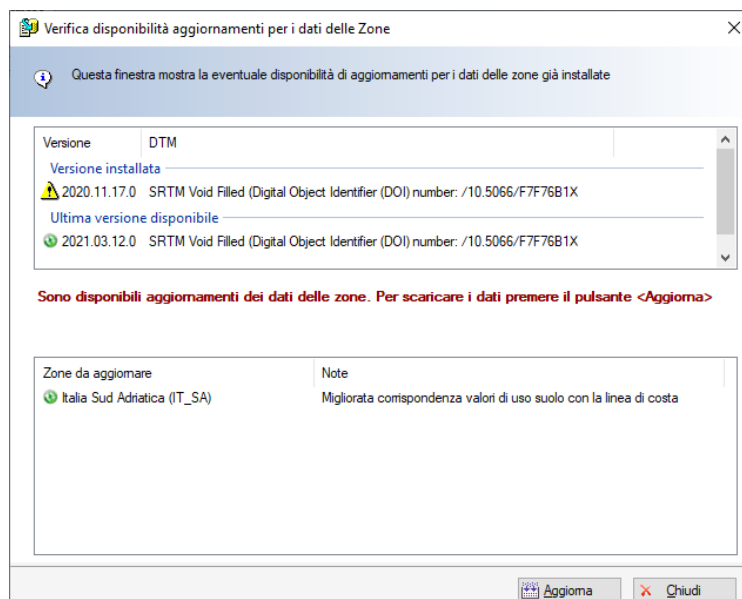 Verifica disponibilità aggiornamenti per i dati delle Zone
Questa finestra mostra la eventuale disponibilità di aggiornamenti per i dati delle zone già installate
Versione DTM
Versione installata
2020.11.17.0 SRTM Void Filled (Digital Object Identifier (DOI) number: /10.5066/F7F76B1X
Ultima versione disponibile
2021.03.12.0 SRTM Void Filled (Digital Object Identifier (DOI) number: /10.5066/F7F76B1X
Sono disponibili aggiornamenti dei dati delle zone. Per scaricare i dati premere il pulsante <Aggiorna>
Zone da aggiornare Note
Italia Sud Adriatica (IT_SA) Migliorata corrispondenza valori di uso suolo con la linea di costa
Aggiorna Chiudi